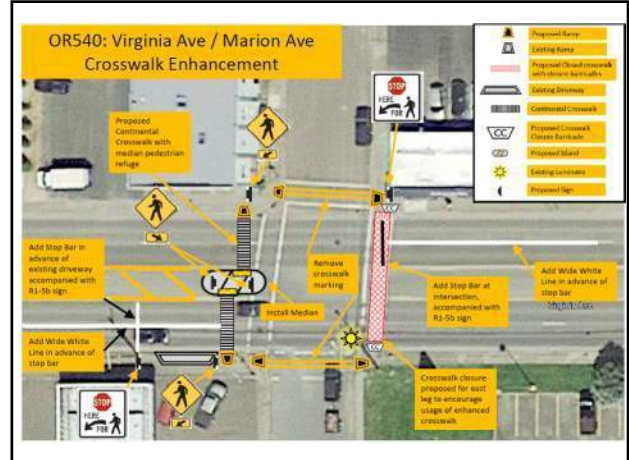 OR540: Virginia Ave / Marion Ave
Crosswalk Enhancement
Proposed Ramp
Existing Ramp
Proposed Closed crosswalk
with closure barricades
Existing Driveway
Continental Crosswalk
CC
Proposed Crosswalk
Closure Barricade
Proposed Island
Existing Luminaire
Proposed Sign
STOP
HERE
FOR
Proposed
Continental
Crosswalk with
median pedestrian
refuge
CC
Add Stop Bar in
advance of
existing driveway
accompanied with
R1-5b sign
Remove
crosswalk
marking
Add Stop Bar at
intersection,
accompanied with
R1-5b sign
Add Wide White
Line in advance of
stop bar
Virginia Ave
Install Median
Add Wide White
Line in advance of
stop bar
CC
Crosswalk closure
proposed for east
leg to encourage
usage of enhanced
crosswalk
STOP
HERE
FOR